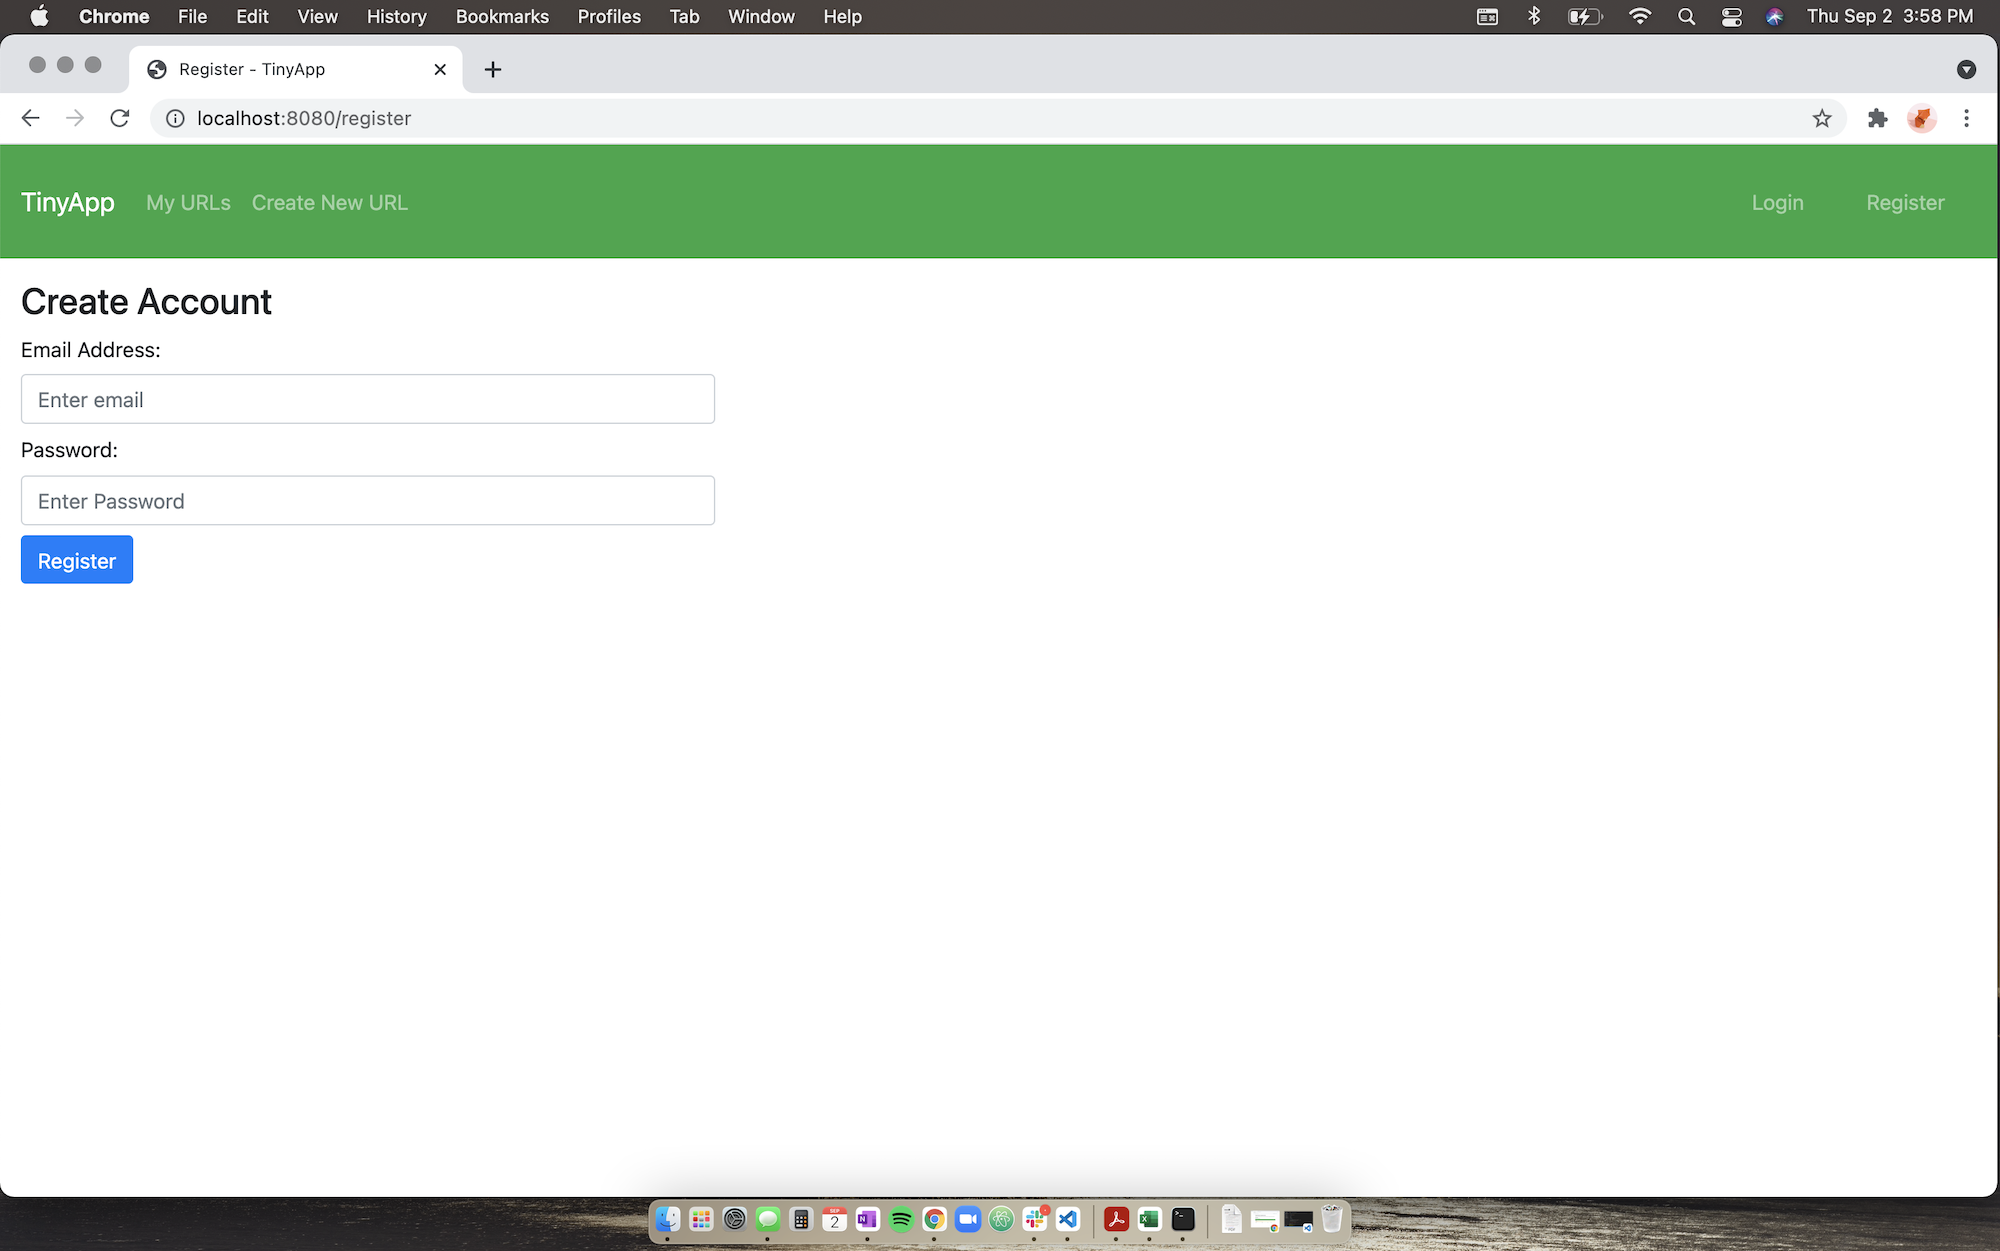 Chrome File Edit View History Bookmarks Profiles Tab Window Help Thu Sep 2 3:58 PM
Register - TinyApp
localhost:8080/register
TinyApp My URLs Create New URL Login Register
Create Account
Email Address:
Enter email
Password:
Enter Password
Register
SEP
2